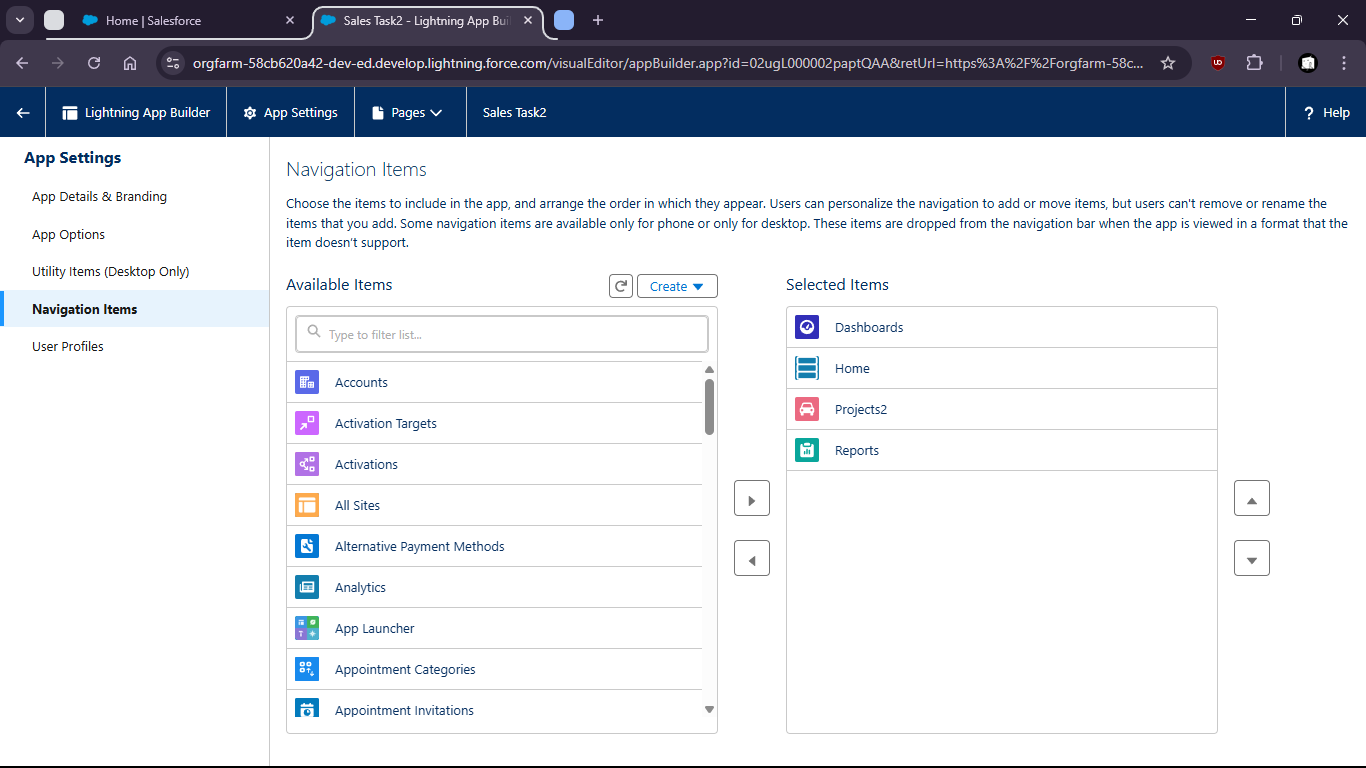 Home | Salesforce
Sales Task2 - Lightning App Bui
orgfarm-58cb620a42-dev-ed.develop.lightning.force.com/visualEditor/appBuilder.app?id=02ugL000002paptQAA&retUrl=https%3A%2F%2Forgfarm-58c...
Lightning App Builder
App Settings
Pages
Sales Task2
? Help
App Settings
App Details & Branding
App Options
Utility Items (Desktop Only)
Navigation Items
User Profiles
Navigation Items
Choose the items to include in the app, and arrange the order in which they appear. Users can personalize the navigation to add or move items, but users can't remove or rename the
items that you add. Some navigation items are available only for phone or only for desktop. These items are dropped from the navigation bar when the app is viewed in a format that the
item doesn't support.
Available Items
Create
Type to filter list...
Accounts
Activation Targets
Activations
All Sites
Alternative Payment Methods
Analytics
App Launcher
Appointment Categories
Appointment Invitations
Selected Items
Dashboards
Home
Projects2
Reports